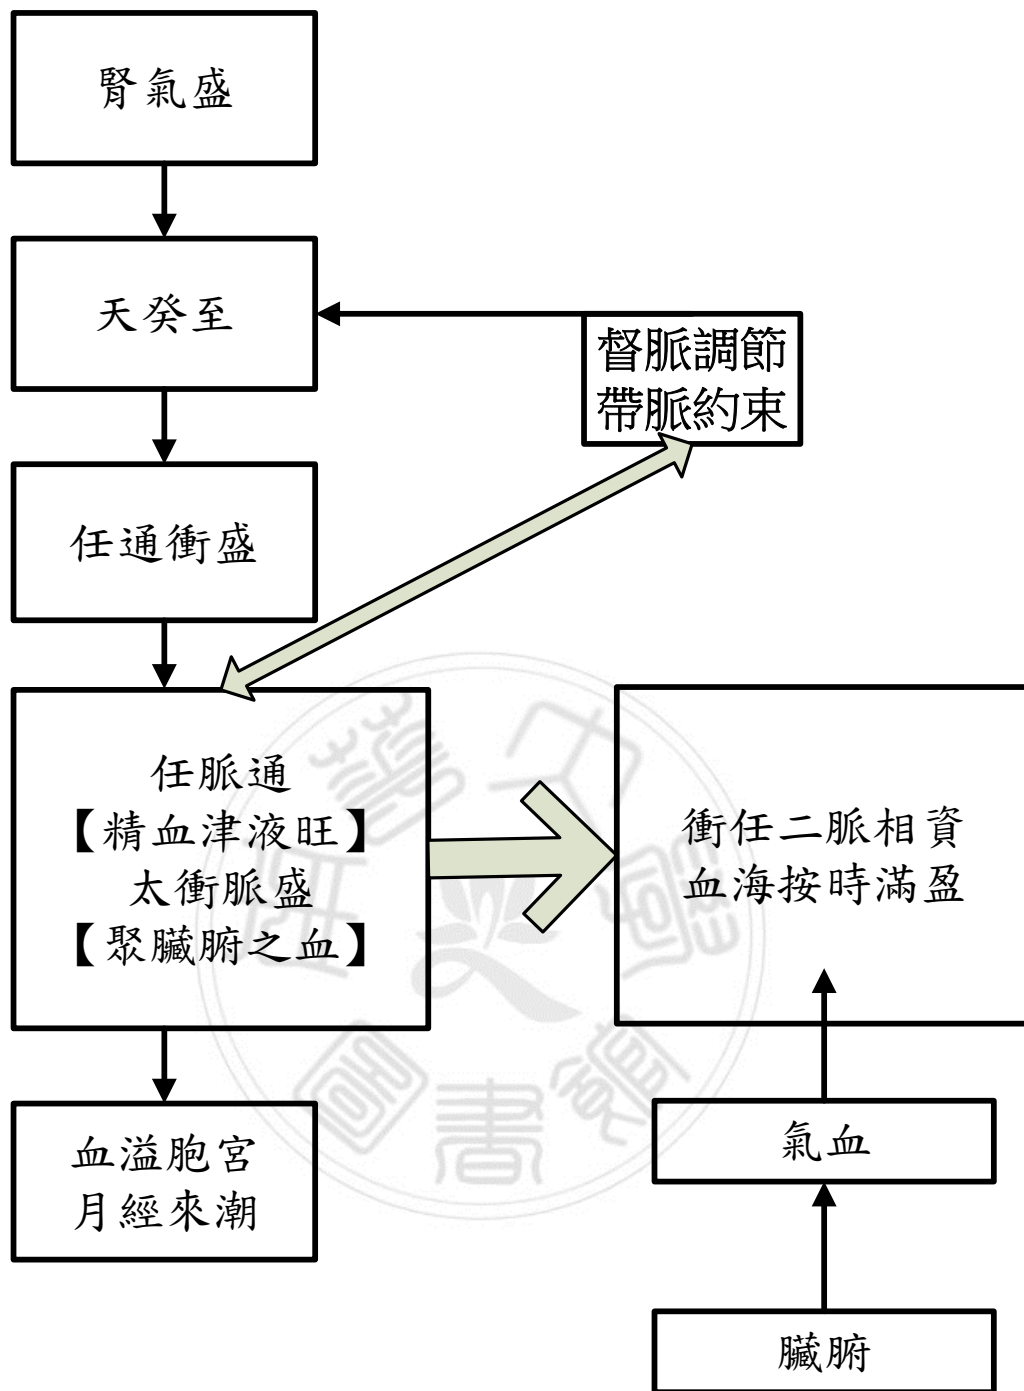 腎氣盛
天癸至
督脈調節
帶脈約束
任通衝盛
任脈通
【精血津液旺】
太衝脈盛
【聚臟腑之血】
衝任二脈相資
血海按時滿盈
血溢胞宮
月經來潮
氣血
臟腑